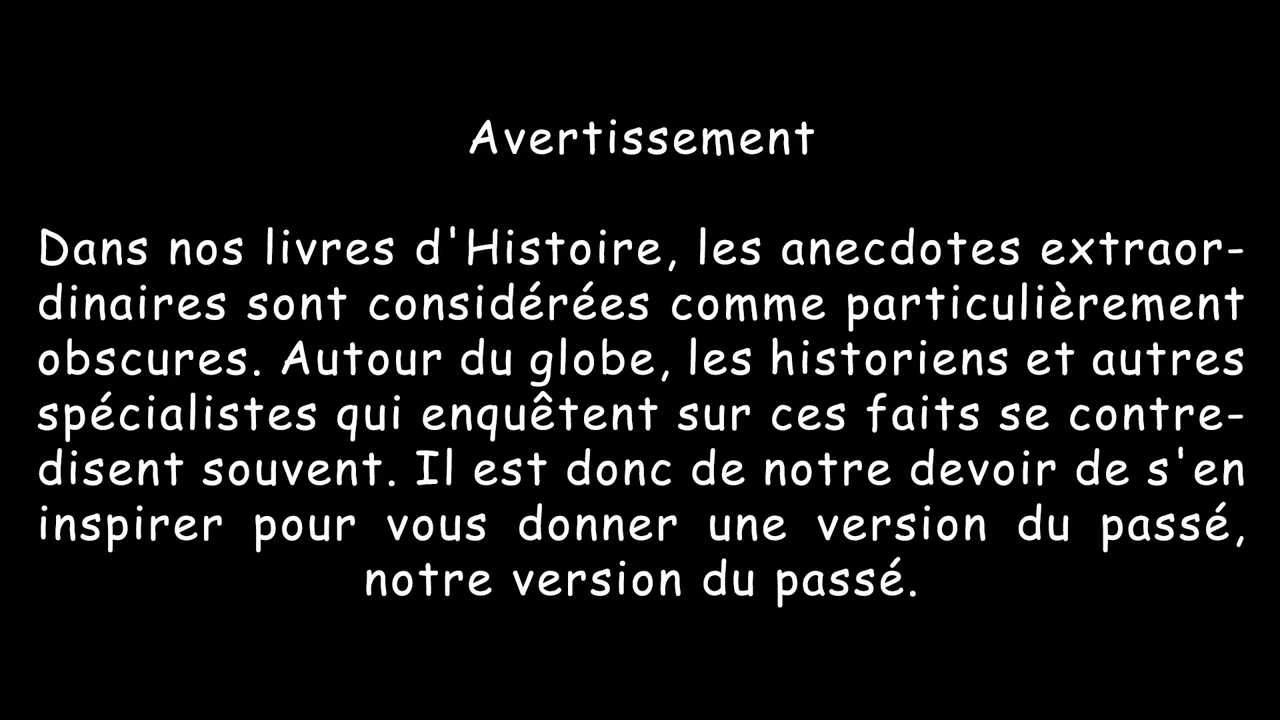 Avertissement
Dans nos livres d'Histoire, les anecdotes extraor-
dinaires sont considérées comme particulièrement
obscures. Autour du globe, les historiens et autres
spécialistes qui enquêtent sur ces faits se contre-
disent souvent. Il est donc de notre devoir de s'en
inspirer pour vous donner une version du passé,
notre version du passé.